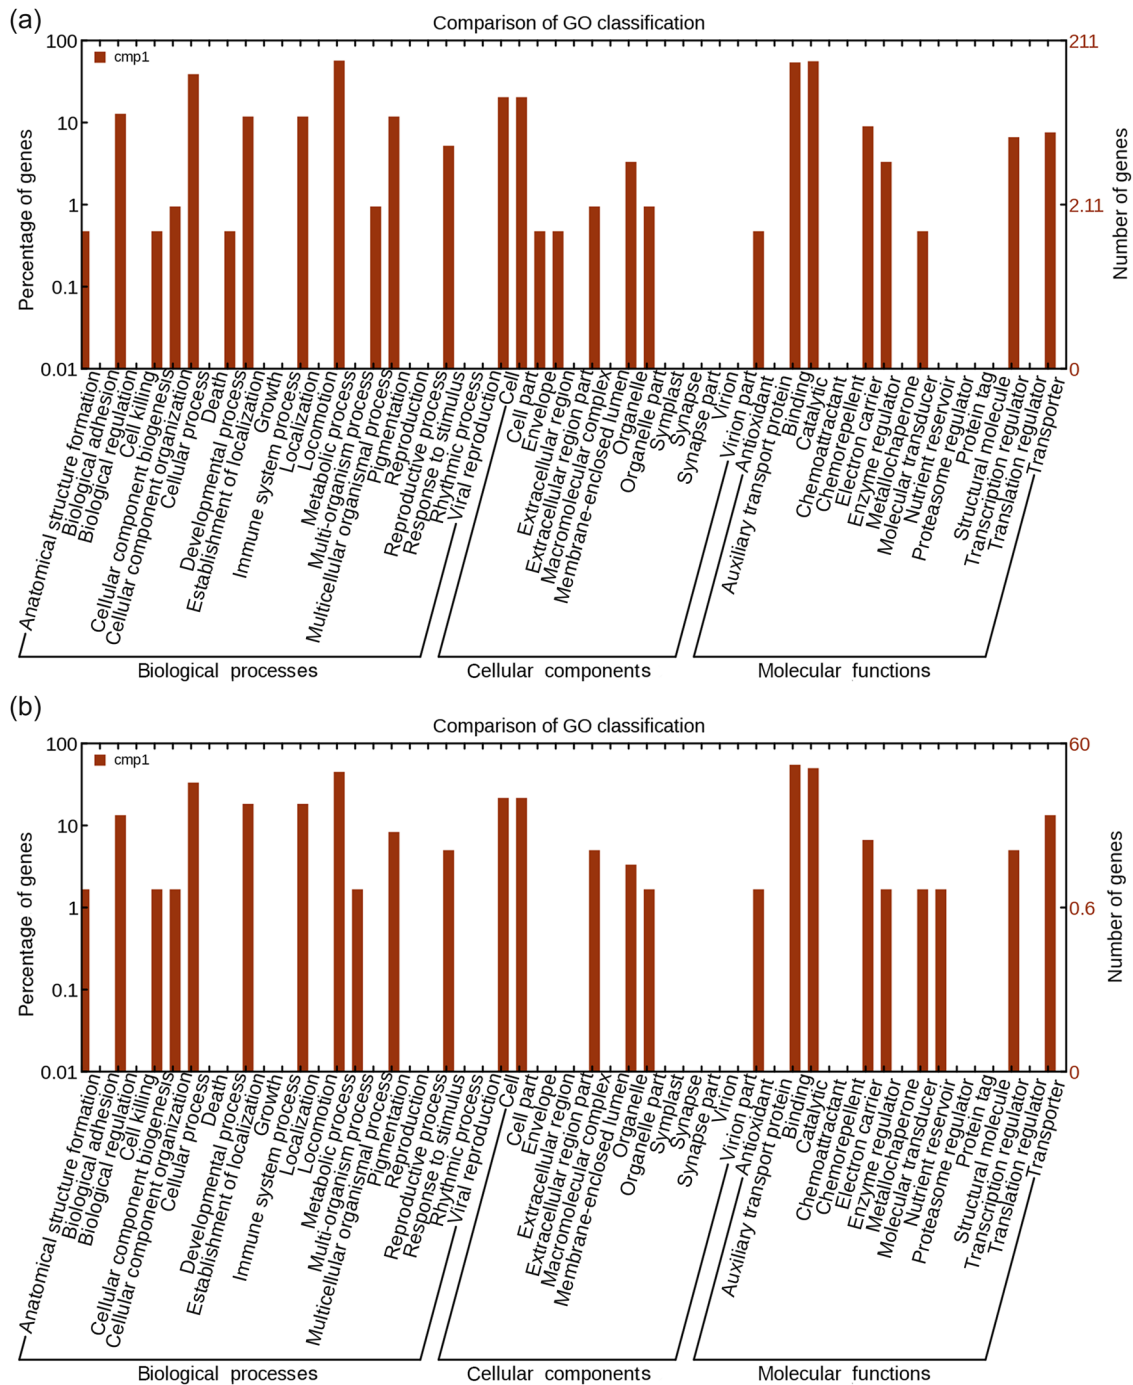 (a)
Comparison of GO classification
cmp1
100
10
1
0.1
0.01
Percentage of genes
211
2.11
0
Number of genes
Anatomical structure formation
Biological adhesion
Biological regulation
Cell killing
Cellular component biogenesis
Cellular component organization
Cellular process
Death
Developmental process
Establishment of localization
Growth
Immune system process
Localization
Locomotion
Metabolic process
Multi-organism process
Multicellular organismal process
Pigmentation
Reproduction
Reproductive process
Response to stimulus
Rhythmic process
Viral reproduction
Cell
Cell part
Envelope
Extracellular region
Extracellular region part
Macromolecular complex
Membrane-enclosed lumen
Organelle
Organelle part
Symplast
Synapse
Synapse part
Virion
Virion part
Antioxidant
Auxiliary transport protein
Binding
Catalytic
Chemoattractant
Chemorepellent
Electron carrier
Enzyme regulator
Metallochaperone
Molecular transducer
Nutrient reservoir
Proteasome regulator
Protein tag
Structural molecule
Transcription regulator
Translation regulator
Transporter
Biological processes
Cellular components
Molecular functions
(b)
Comparison of GO classification
cmp1
100
10
1
0.1
0.01
Percentage of genes
60
0.6
0
Number of genes
Anatomical structure formation
Biological adhesion
Biological regulation
Cell killing
Cellular component biogenesis
Cellular component organization
Cellular process
Death
Developmental process
Establishment of localization
Growth
Immune system process
Localization
Locomotion
Metabolic process
Multi-organism process
Multicellular organismal process
Pigmentation
Reproduction
Reproductive process
Response to stimulus
Rhythmic process
Viral reproduction
Cell
Cell part
Envelope
Extracellular region
Extracellular region part
Macromolecular complex
Membrane-enclosed lumen
Organelle
Organelle part
Symplast
Synapse
Synapse part
Virion
Virion part
Antioxidant
Auxiliary transport protein
Binding
Catalytic
Chemoattractant
Chemorepellent
Electron carrier
Enzyme regulator
Metallochaperone
Molecular transducer
Nutrient reservoir
Proteasome regulator
Protein tag
Structural molecule
Transcription regulator
Translation regulator
Transporter
Biological processes
Cellular components
Molecular functions